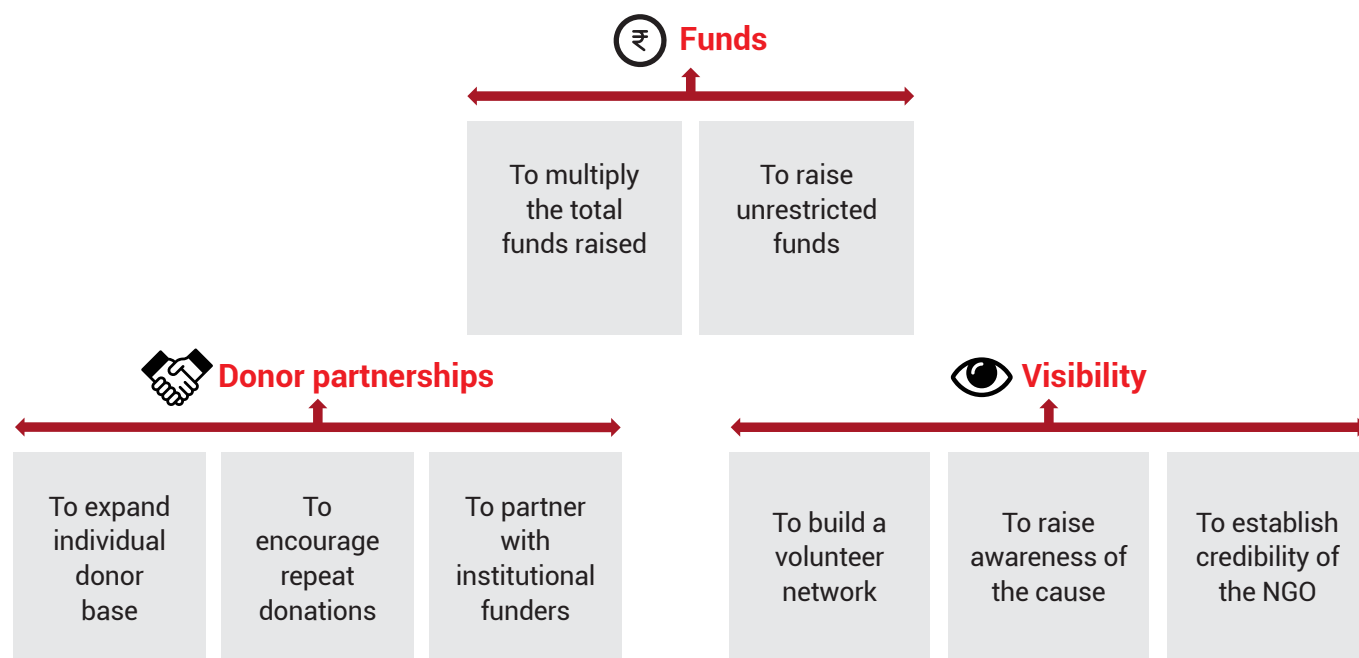 ₹ Funds
To multiply
the total
funds raised
To raise
unrestricted
funds
Donor partnerships
To expand
individual
donor
base
To
encourage
repeat
donations
To partner
with
institutional
funders
Visibility
To build a
volunteer
network
To raise
awareness of
the cause
To establish
credibility of
the NGO